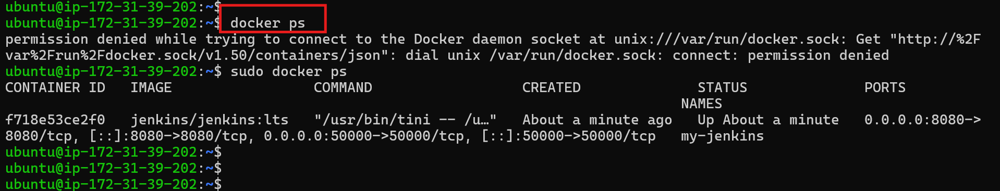 ubuntu@ip-172-31-39-202:~$
ubuntu@ip-172-31-39-202:~$ docker ps
permission denied while trying to connect to the Docker daemon socket at unix:///var/run/docker.sock: Get "http://%2F
var%2Frun%2Fdocker.sock/v1.50/containers/json": dial unix /var/run/docker.sock: connect: permission denied
ubuntu@ip-172-31-39-202:~$ sudo docker ps
CONTAINER ID   IMAGE                 COMMAND                  CREATED              STATUS              PORTS
NAMES
f718e53ce2f0   jenkins/jenkins:lts   "/usr/bin/tini -- /u…"   About a minute ago   Up About a minute   0.0.0.0:8080->
8080/tcp, [::]:8080->8080/tcp, 0.0.0.0:50000->50000/tcp, [::]:50000->50000/tcp   my-jenkins
ubuntu@ip-172-31-39-202:~$
ubuntu@ip-172-31-39-202:~$
ubuntu@ip-172-31-39-202:~$